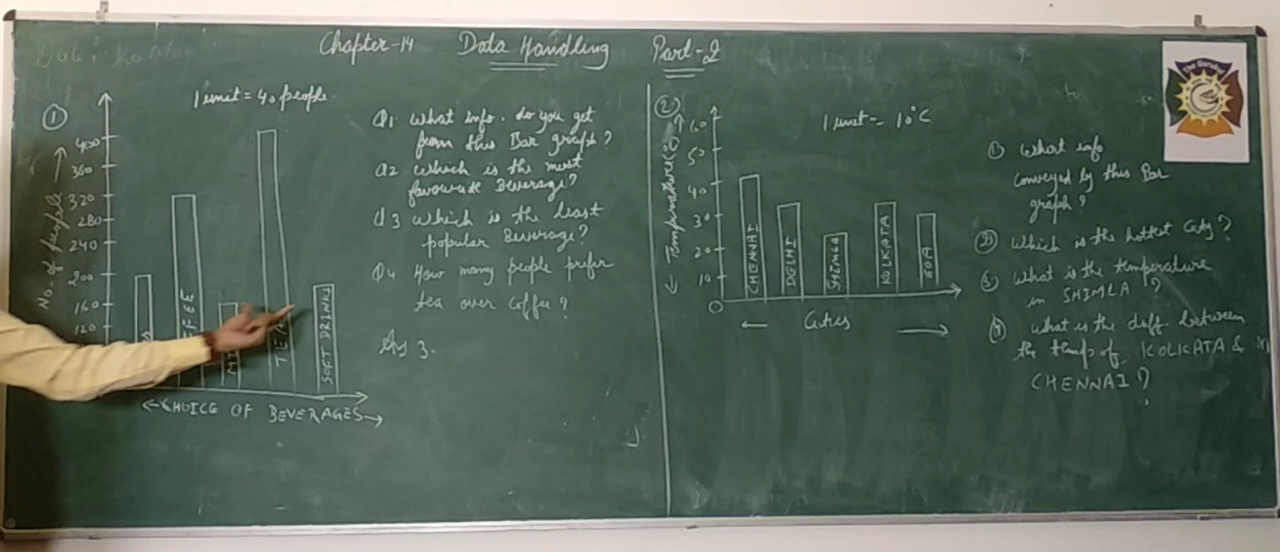 Chapter-14 Data Handling Part-2
①
1 unit = 40 people.
No. of people
400
360
320
280
240
200
160
120
TEA
SOFT DRINKS
CHOICE OF BEVERAGES
Q1 What info. do you get
from this Bar graph?
Q2 Which is the most
favourite Beverage?
Q3 Which is the least
popular Beverage?
Q4 How many people prefer
tea over Coffee?
Ans 3.
②
1 unit = 10°C
Temperature(°C)
60
50
40
30
20
10
0
CHENNAI
DELHI
SHIMLA
KOLKATA
GOA
Cities
① What info
conveyed by this Bar
graph?
② Which is the hottest City?
③ What is the temperature
in SHIMLA?
④ What is the diff. between
the temp of KOLKATA &
CHENNAI?
The Gurukul